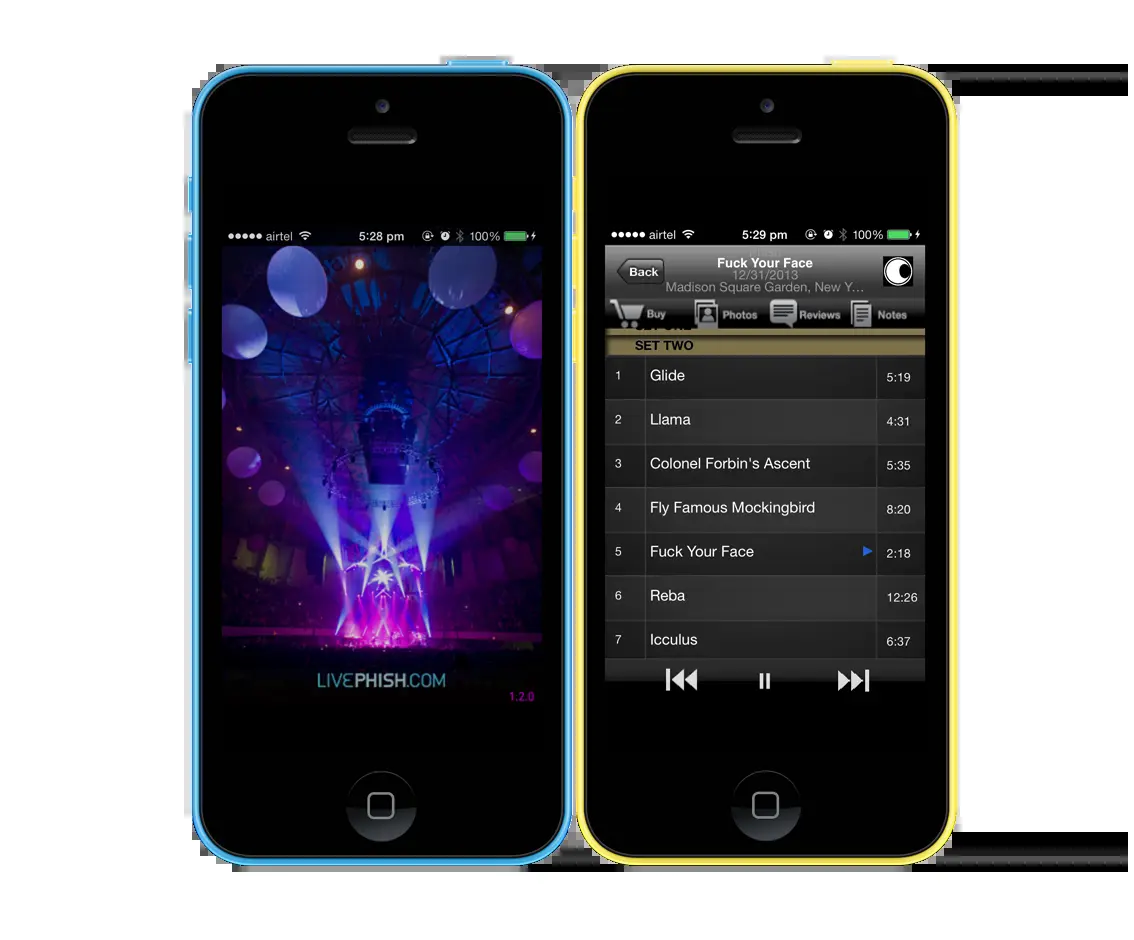 airtel 5:28 pm 100%
LIVEPHISH.COM
1.2.0
airtel 5:29 pm 100%
Back
Fuck Your Face
12/31/2013
Madison Square Garden, New Y...
Buy Photos Reviews Notes
SET ONE
SET TWO
1 Glide 5:19
2 Llama 4:31
3 Colonel Forbin's Ascent 5:35
4 Fly Famous Mockingbird 8:20
5 Fuck Your Face 2:18
6 Reba 12:26
7 Icculus 6:37